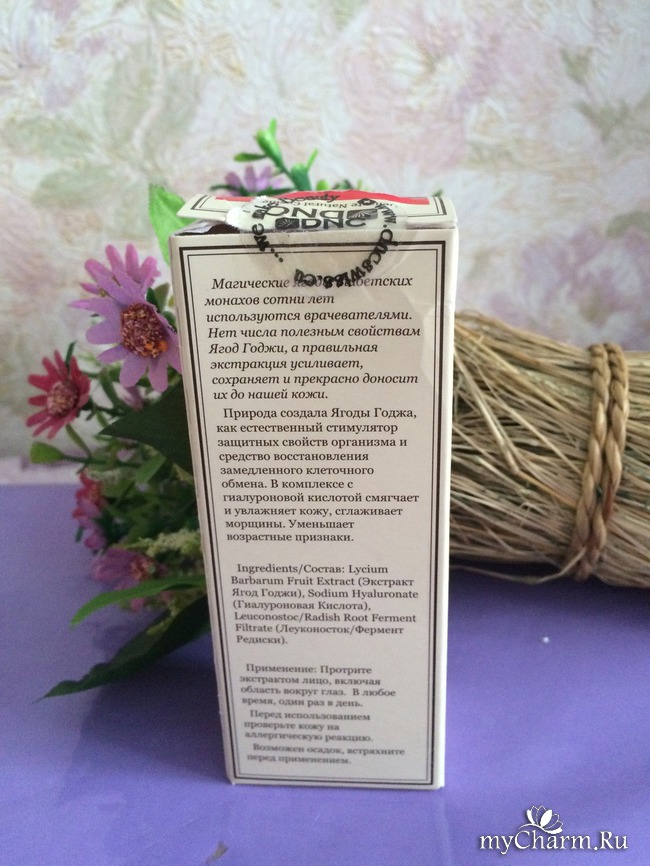 DNC
www.dnc.su
Магические ягоды тибетских
монахов сотни лет
используются врачевателями.
Нет числа полезным свойствам
Ягод Годжи, а правильная
экстракция усиливает,
сохраняет и прекрасно доносит
их до нашей кожи.
Природа создала Ягоды Годжа,
как естественный стимулятор
защитных свойств организма и
средство восстановления
замедленного клеточного
обмена. В комплексе с
гиалуроновой кислотой смягчает
и увлажняет кожу, сглаживает
морщины. Уменьшает
возрастные признаки.
Ingredients/Состав: Lycium
Barbarum Fruit Extract (Экстракт
Ягод Годжи), Sodium Hyaluronate
(Гиалуроновая Кислота),
Leuconostoc/Radish Root Ferment
Filtrate (Леуконосток/Фермент
Редиски).
Применение: Протрите
экстрактом лицо, включая
область вокруг глаз. В любое
время, один раз в день.
Перед использованием
проверьте кожу на
аллергическую реакцию.
Возможен осадок, встряхните
перед применением.
myCharm.Ru